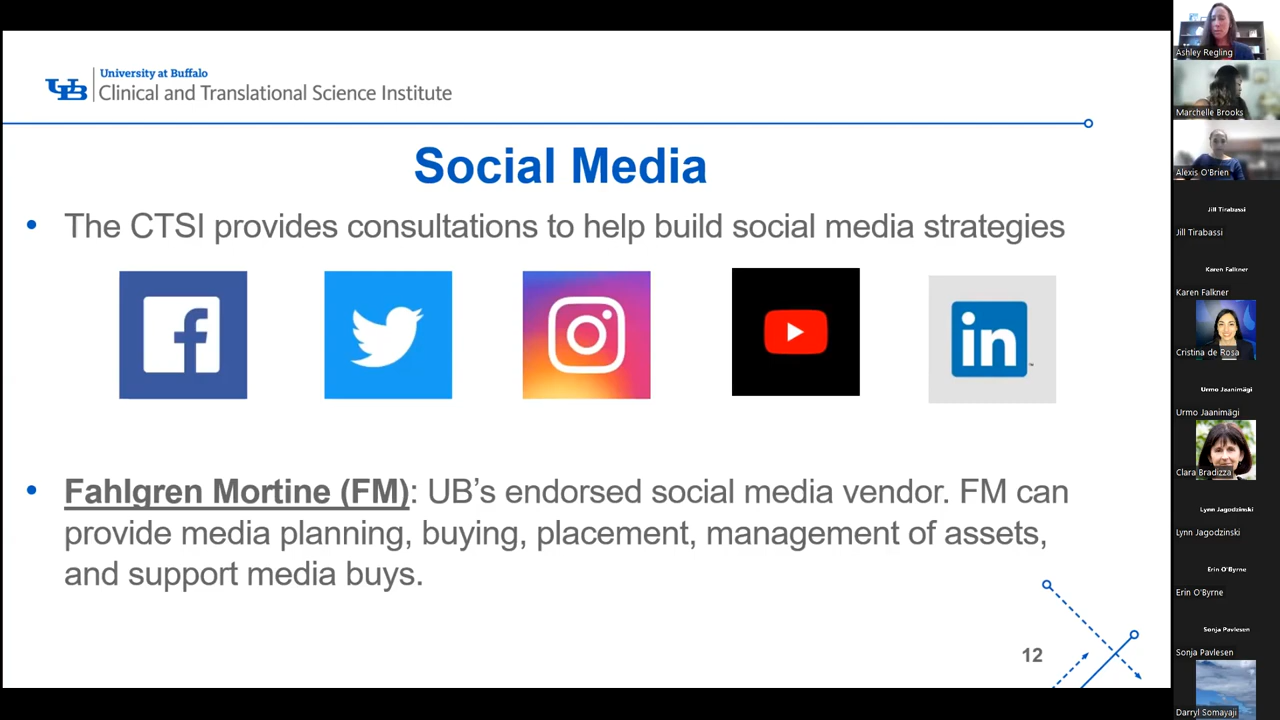 University at Buffalo
UB
Clinical and Translational Science Institute
Social Media
• The CTSI provides consultations to help build social media strategies
f
in
™
• Fahlgren Mortine (FM): UB’s endorsed social media vendor. FM can
provide media planning, buying, placement, management of assets,
and support media buys.
12
Ashley Regling
Marchelle Brooks
Alexis O'Brien
Jill Tirabassi
Jill Tirabassi
Karen Falkner
Karen Falkner
Cristina de Rosa
Urmo Jaanimägi
Urmo Jaanimägi
Clara Bradizza
Lynn Jagodzinski
Lynn Jagodzinski
Erin O'Byrne
Erin O'Byrne
Sonja Pavlesen
Sonja Pavlesen
Darryl Somayaji